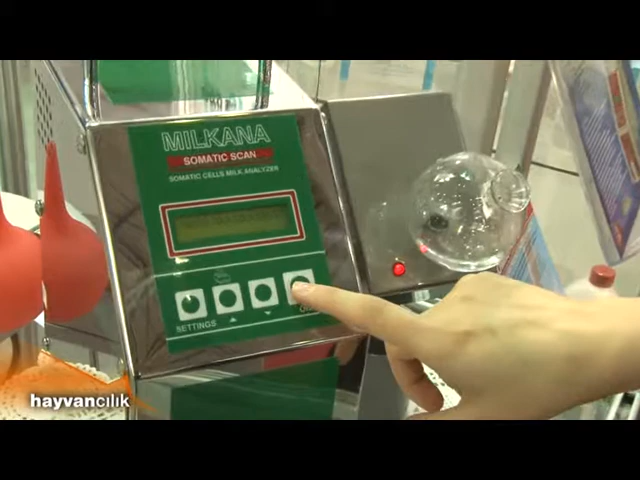 MILKANA
SOMATIC SCAN
SOMATIC CELLS MILK ANALYZER
SETTINGS
hayvancılık